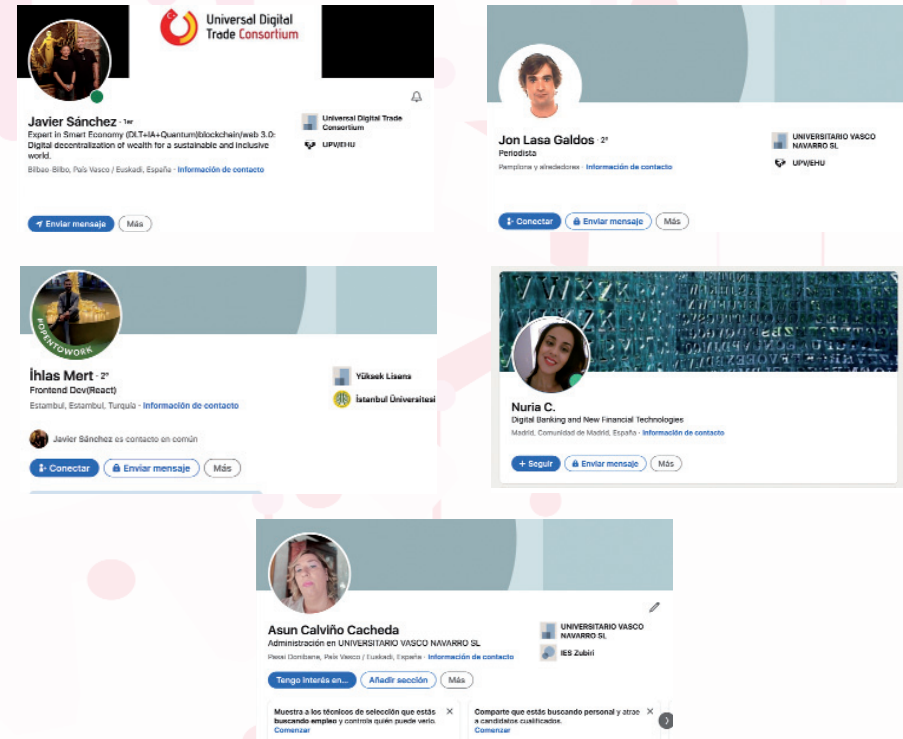 Universal Digital
Trade Consortium
Javier Sánchez · 1er
Expert in Smart Economy (DLT+IA+Quantum)blockchain/web 3.0:
Digital decentralization of wealth for a sustainable and inclusive
world.
Bilbao-Bilbo, País Vasco / Euskadi, España · Información de contacto
Universal Digital Trade
Consortium
UPV/EHU
Enviar mensaje
Más
Jon Lasa Galdos · 2º
Periodista
Pamplona y alrededores · Información de contacto
UNIVERSITARIO VASCO
NAVARRO SL
UPV/EHU
Conectar
Enviar mensaje
Más
#OPENTOWORK
İhlas Mert · 2º
Frontend Dev(React)
Estambul, Estambul, Turquía · Información de contacto
Yüksek Lisans
İstanbul Üniversitesi
Javier Sánchez es contacto en común
Conectar
Enviar mensaje
Más
Nuria C.
Digital Banking and New Financial Technologies
Madrid, Comunidad de Madrid, España · Información de contacto
+ Seguir
Enviar mensaje
Más
Asun Calviño Cacheda
Administración en UNIVERSITARIO VASCO NAVARRO SL
Pasai Donibane, País Vasco / Euskadi, España · Información de contacto
UNIVERSITARIO VASCO
NAVARRO SL
IES Zubiri
Tengo interés en...
Añadir sección
Más
Muestra a los técnicos de selección que estás
buscando empleo y controla quién puede verlo.
Comenzar
Comparte que estás buscando personal y atrae
a candidatos cualificados.
Comenzar